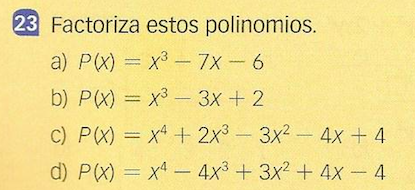 23 Factoriza estos polinomios.
a) P(x) = x³ – 7x – 6
b) P(x) = x³ – 3x + 2
c) P(x) = x⁴ + 2x³ – 3x² – 4x + 4
d) P(x) = x⁴ – 4x³ + 3x² + 4x – 4